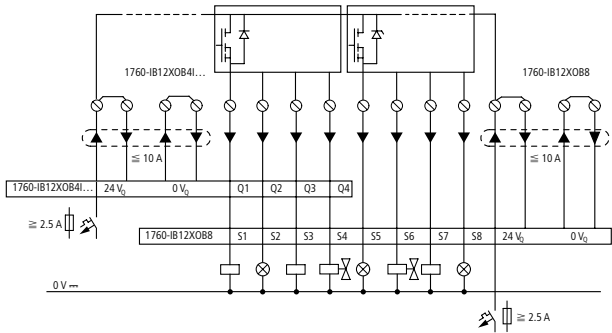 1760-IB12XOB4I…
1760-IB12XOB8
≦ 10 A
≦ 10 A
1760-IB12XOB4I… 24 VQ 0 VQ Q1 Q2 Q3 Q4
≧ 2.5 A
1760-IB12XOB8 S1 S2 S3 S4 S5 S6 S7 S8 24 VQ 0 VQ
0 V ⎓
≧ 2.5 A